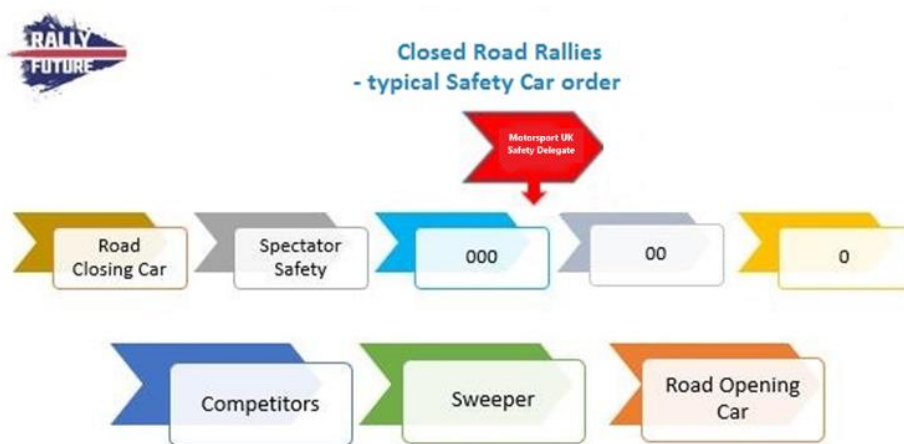 RALLY
FUTURE
Closed Road Rallies
- typical Safety Car order
Motorsport UK
Safety Delegate
Road
Closing Car
Spectator
Safety
000
00
0
Competitors
Sweeper
Road Opening
Car